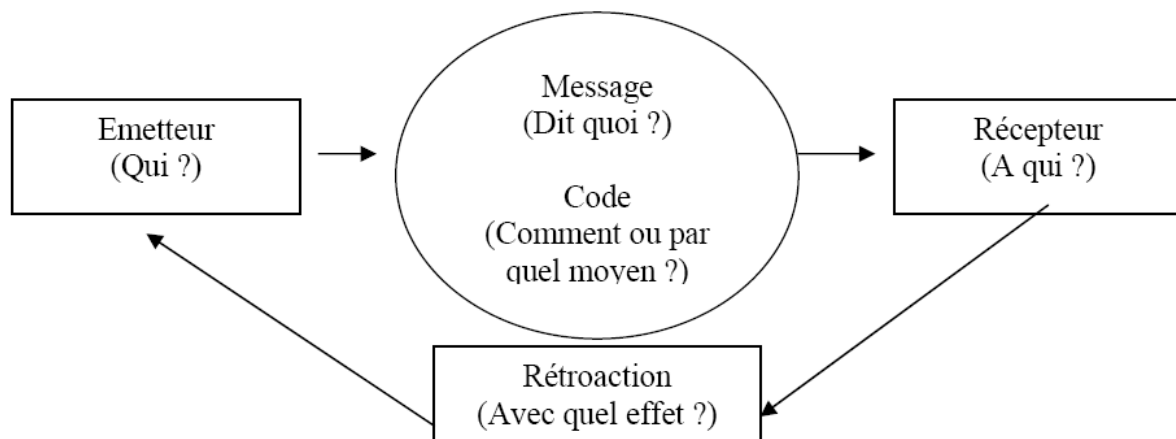 Emetteur
(Qui ?)
Message
(Dit quoi ?)
Code
(Comment ou par
quel moyen ?)
Récepteur
(A qui ?)
Rétroaction
(Avec quel effet ?)